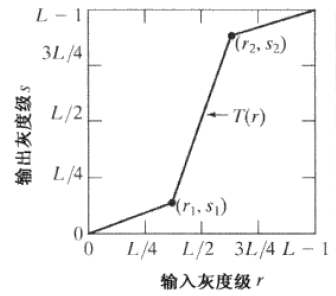 L − 1
3L/4
L/2
L/4
0
输出灰度级 s
(r₂, s₂)
T(r)
(r₁, s₁)
0 L/4 L/2 3L/4 L − 1
输入灰度级 r